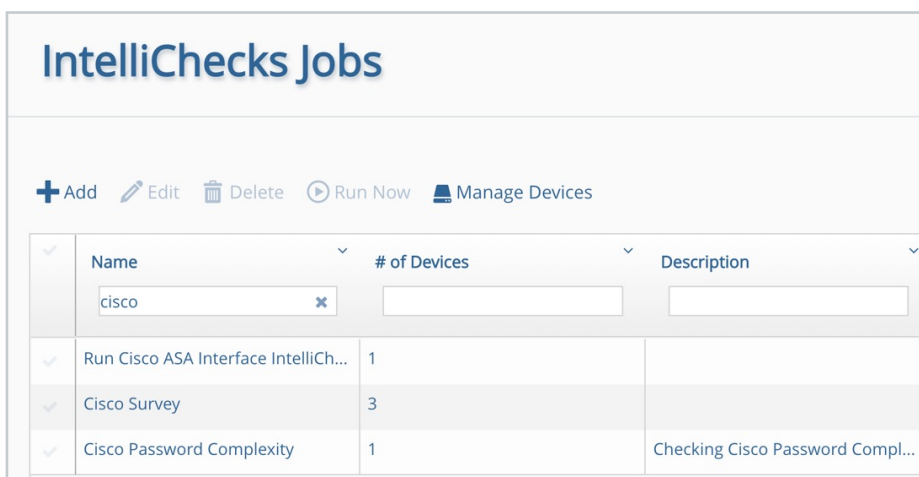 IntelliChecks Jobs
Add Edit Delete Run Now Manage Devices
Name # of Devices Description
cisco
Run Cisco ASA Interface IntelliCh... 1
Cisco Survey 3
Cisco Password Complexity 1 Checking Cisco Password Compl...